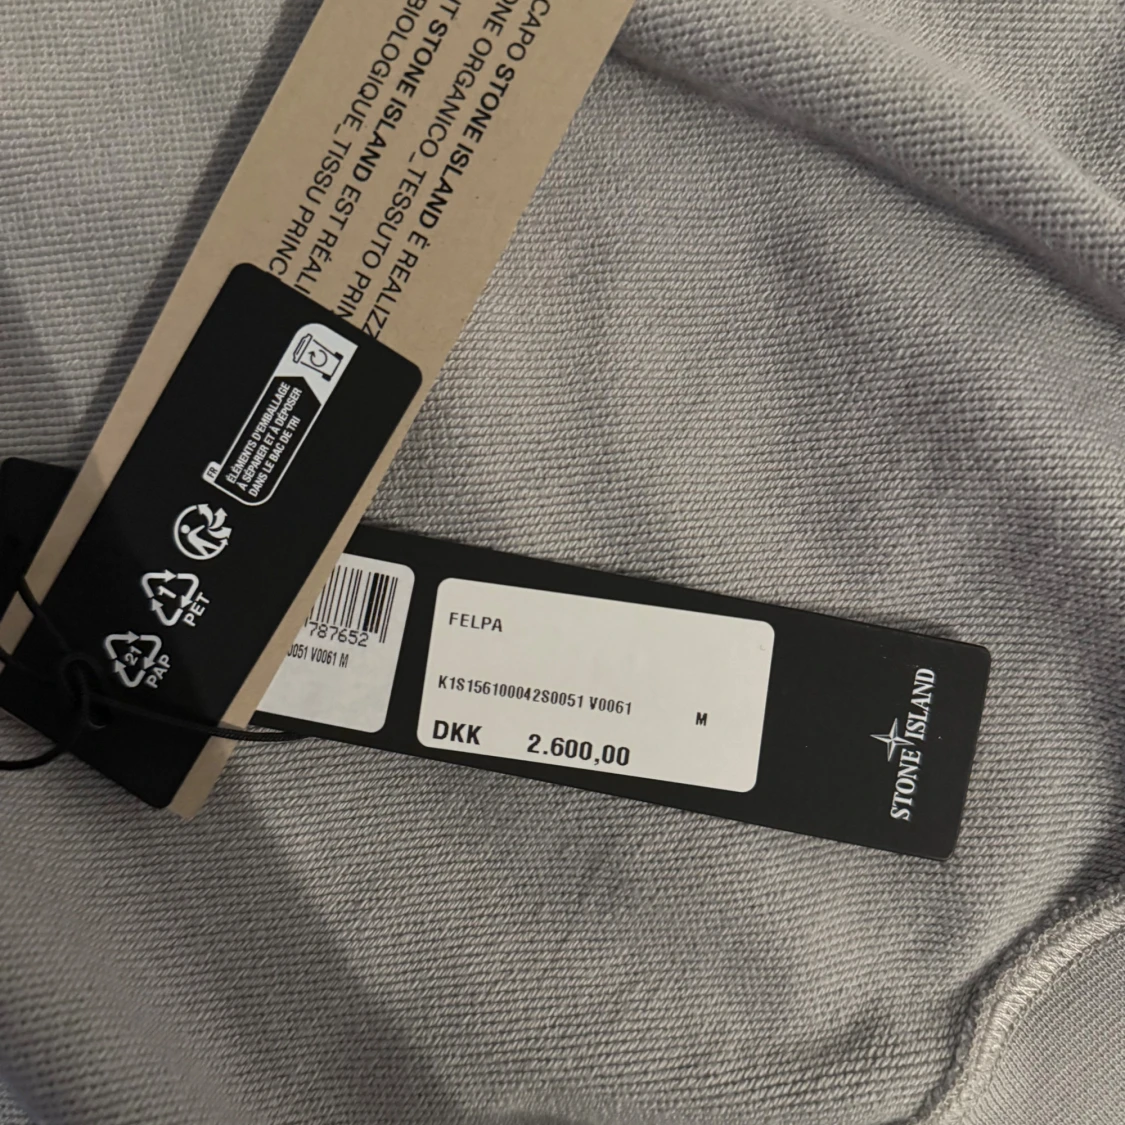 CAPO STONE ISLAND È REALIZZ
ONE ORGANICO_TESSUTO PRIN
STONE ISLAND EST RÉALI
BIOLOGIQUE_TISSU PRINC
FR
ÉLÉMENTS D'EMBALLAGE
À SÉPARER ET À DÉPOSER
DANS LE BAC DE TRI
1
PET
21
PAP
787652
0051 V0061 M
FELPA
K1S156100042S0051 V0061
M
DKK 2.600,00
STONE ISLAND